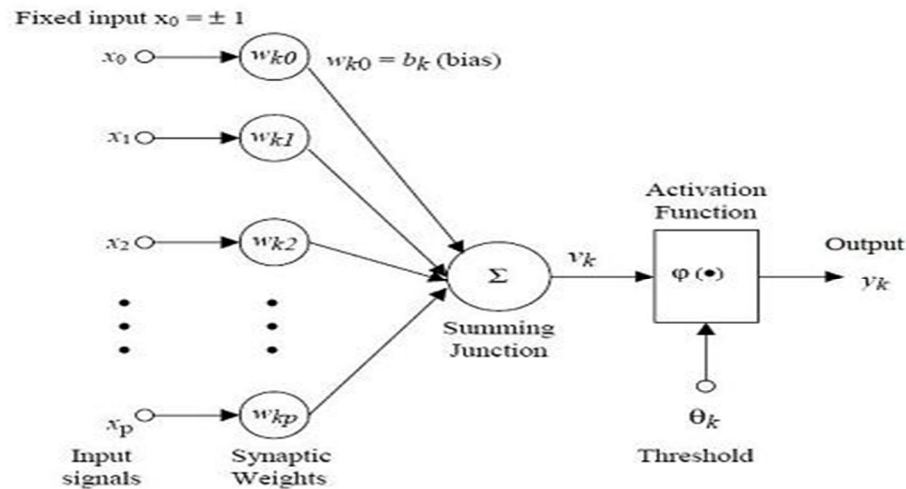 Fixed input x₀ = ± 1
x₀
wₖ₀
wₖ₀ = bₖ (bias)
x₁
wₖ₁
x₂
wₖ₂
xₚ
wₖₚ
Input
signals
Synaptic
Weights
Σ
Summing
Junction
vₖ
Activation
Function
φ (•)
Output
yₖ
θₖ
Threshold